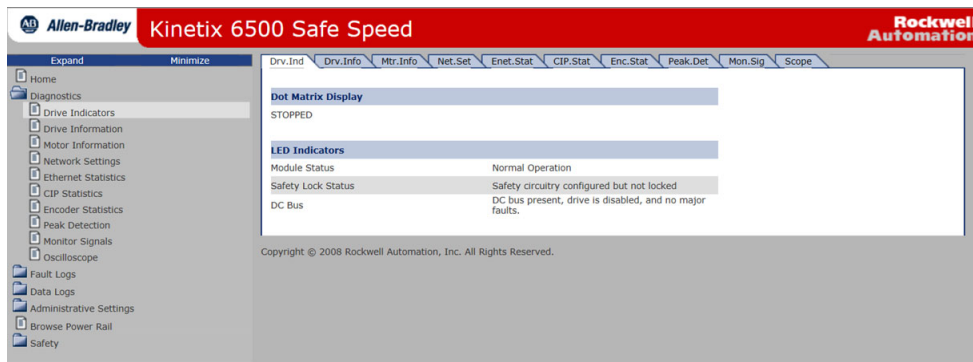 AB Allen-Bradley
Kinetix 6500 Safe Speed
Rockwell
Automation
Expand Minimize
Home
Diagnostics
Drive Indicators
Drive Information
Motor Information
Network Settings
Ethernet Statistics
CIP Statistics
Encoder Statistics
Peak Detection
Monitor Signals
Oscilloscope
Fault Logs
Data Logs
Administrative Settings
Browse Power Rail
Safety
Drv.Ind Drv.Info Mtr.Info Net.Set Enet.Stat CIP.Stat Enc.Stat Peak.Det Mon.Sig Scope
Dot Matrix Display
STOPPED
LED Indicators
Module Status Normal Operation
Safety Lock Status Safety circuitry configured but not locked
DC Bus DC bus present, drive is disabled, and no major
faults.
Copyright © 2008 Rockwell Automation, Inc. All Rights Reserved.